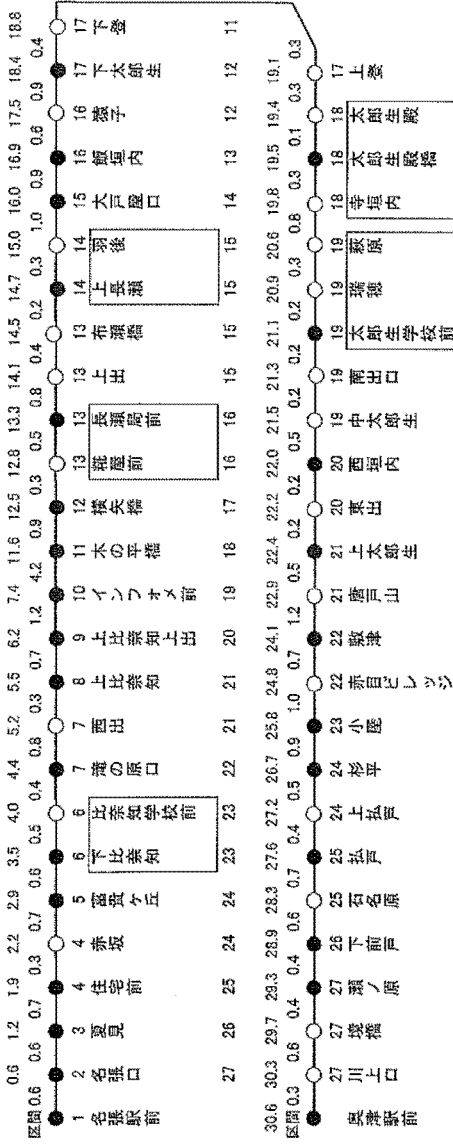 0.6 1.2 1.9 2.2 2.9 3.5 4.0 4.4 5.2 5.5 6.2 7.4 11.6 12.5 12.8 13.3 14.1 14.5 14.7 15.0 16.0 16.9 17.5 18.4 18.8
区間 0.6 0.6 0.7 0.3 0.7 0.6 0.5 0.4 0.8 0.3 0.7 1.2 4.2 0.9 0.3 0.5 0.8 0.4 0.2 0.3 1.0 0.9 0.6 0.9 0.4
1 2 3 4 4 5 6 6 7 7 8 9 10 11 12 13 13 13 13 14 14 15 16 16 17 17
名張駅前 名張口 夏見 住宅前 赤坂 富貴ヶ丘 下比奈知 比奈知学校前 滝の原口 西出 上比奈知 上比奈知上出 インフォメ前 木の平橋 横矢橋 糀屋前 長瀬局前 上出 布瀬橋 上長瀬 羽後 大戸屋口 飯垣内 瀬子 下太郎生 下登
27 26 25 24 24 23 23 22 21 21 20 19 18 17 16 16 15 15 15 15 14 13 12 12 11
30.6 30.3 29.7 29.3 28.9 28.3 27.6 27.2 26.7 25.8 24.8 24.1 22.9 22.4 22.2 22.0 21.5 21.3 21.1 20.9 20.6 19.8 19.5 19.4 19.1
区間 0.3 0.6 0.4 0.4 0.6 0.7 0.4 0.5 0.9 1.0 0.7 1.2 0.5 0.2 0.2 0.5 0.2 0.2 0.2 0.3 0.8 0.3 0.1 0.3 0.3
27 27 27 26 25 25 24 24 23 22 22 21 21 20 20 19 19 19 19 19 18 18 18 17
奥津駅前 川上口 境橋 瀬ノ原 下前戸 石名原 払戸 上払戸 杉平 小屋 赤目ビレッジ 敷津 唐戸山 上太郎生 東出 西垣内 中太郎生 南出口 太郎生学校前 瑞穂 萩原 寺垣内 太郎生殿橋 太郎生殿 上登